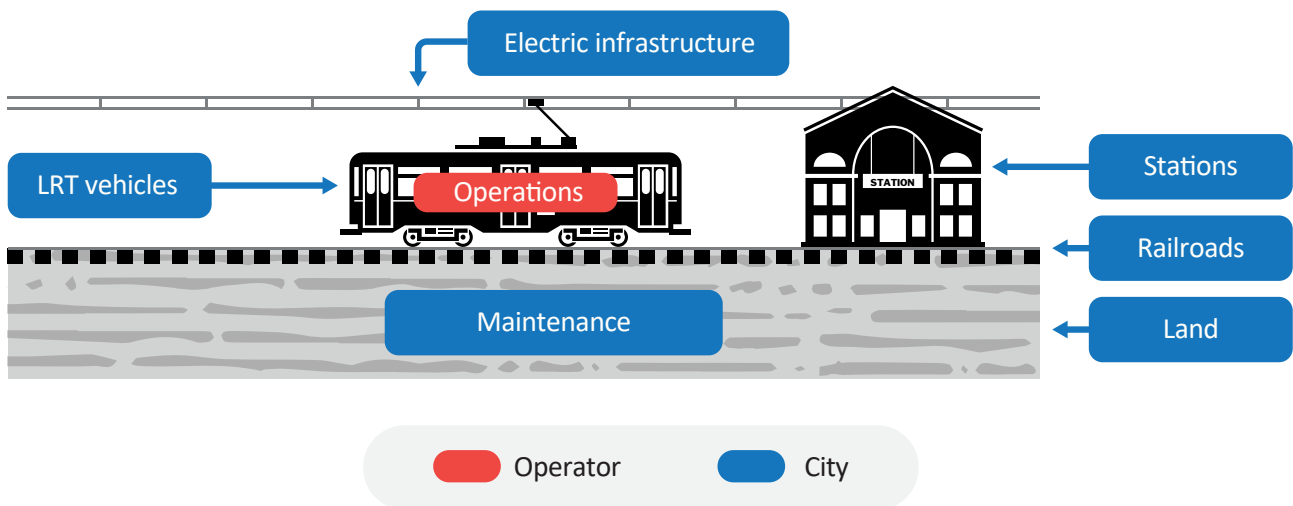 Electric infrastructure
LRT vehicles
Operations
STATION
Stations
Railroads
Maintenance
Land
Operator
City